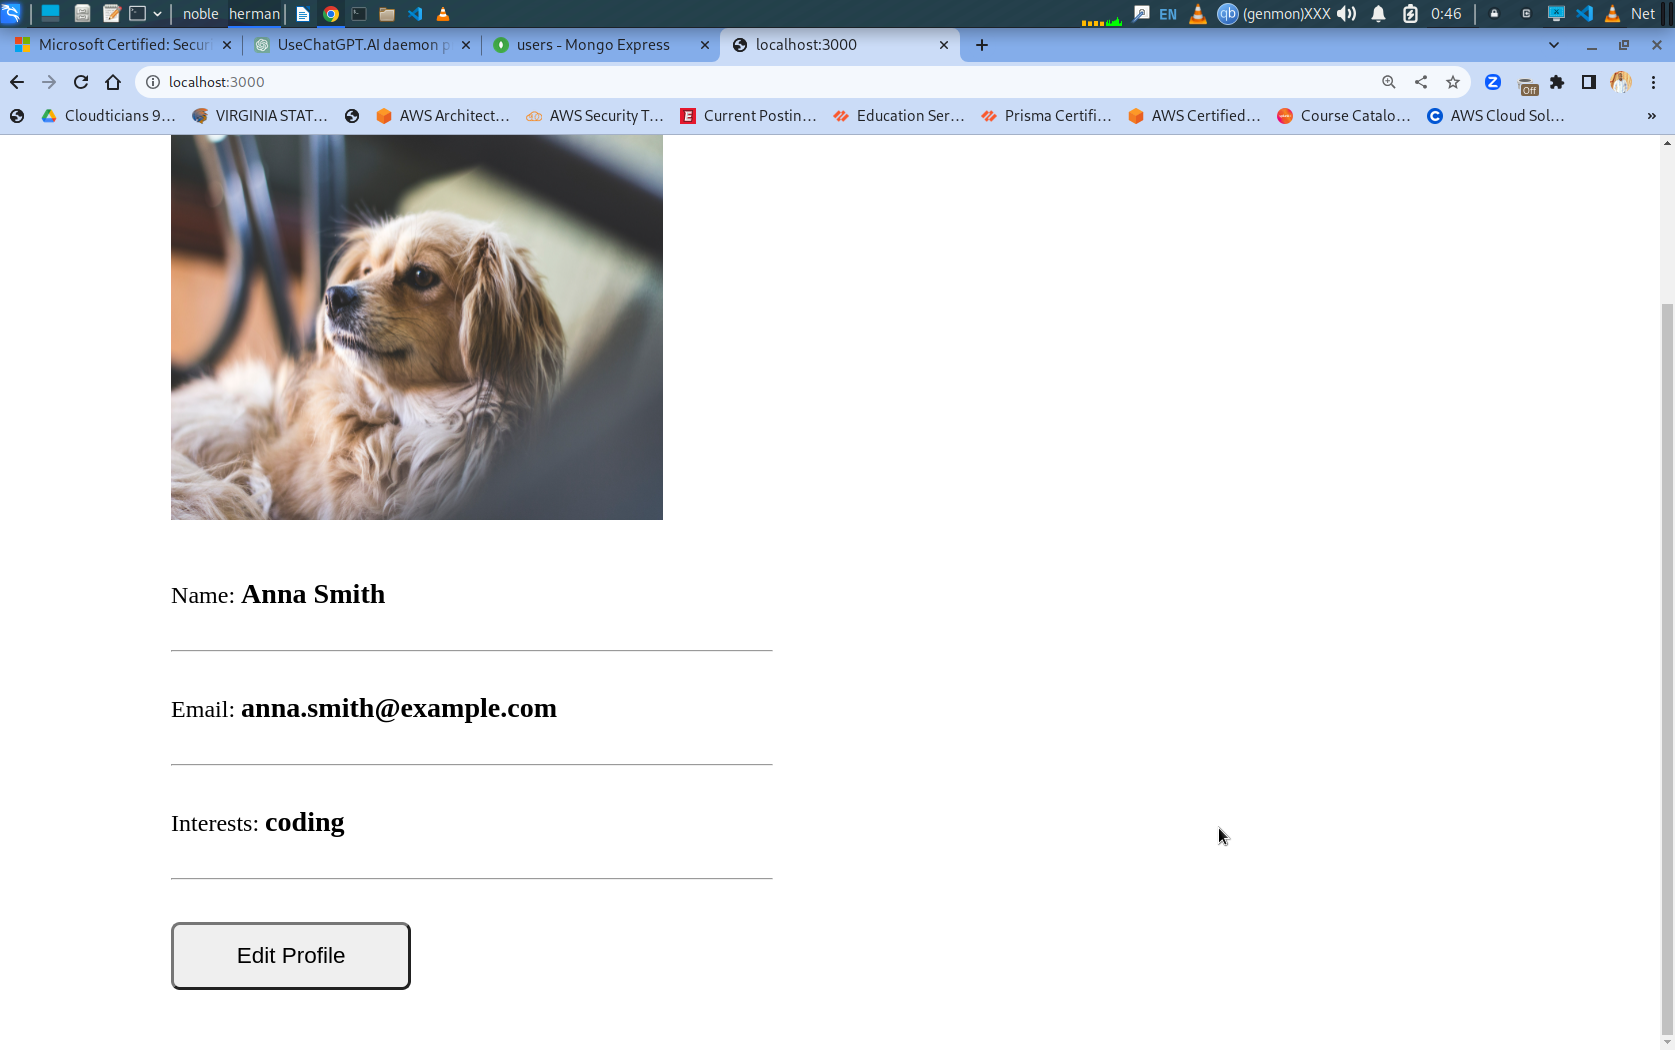 noble herman EN qb (genmon)XXX 0:46 Net
Microsoft Certified: Secur UseChatGPT.AI daemon p users - Mongo Express localhost:3000
localhost:3000 Off
Cloudticians 9... VIRGINIA STAT... AWS Architect... AWS Security T... Current Postin... Education Ser... Prisma Certifi... AWS Certified... Course Catalo... AWS Cloud Sol... »
Name: Anna Smith
Email: anna.smith@example.com
Interests: coding
Edit Profile